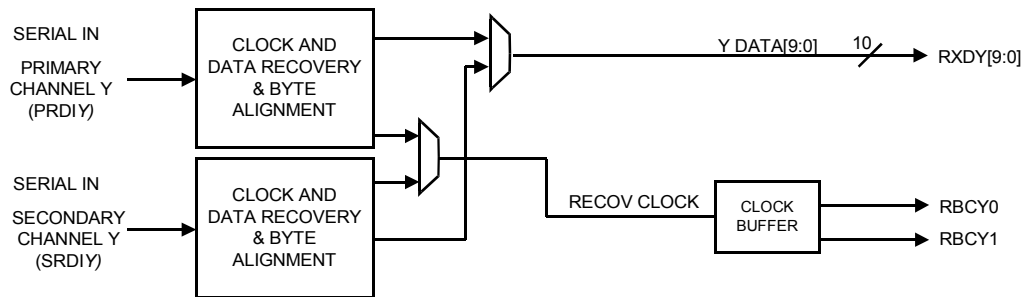 SERIAL IN
PRIMARY
CHANNEL Y
(PRDIY)
CLOCK AND
DATA RECOVERY
& BYTE
ALIGNMENT
Y DATA[9:0]
10
RXDY[9:0]
SERIAL IN
SECONDARY
CHANNEL Y
(SRDIY)
CLOCK AND
DATA RECOVERY
& BYTE
ALIGNMENT
RECOV CLOCK
CLOCK
BUFFER
RBCY0
RBCY1